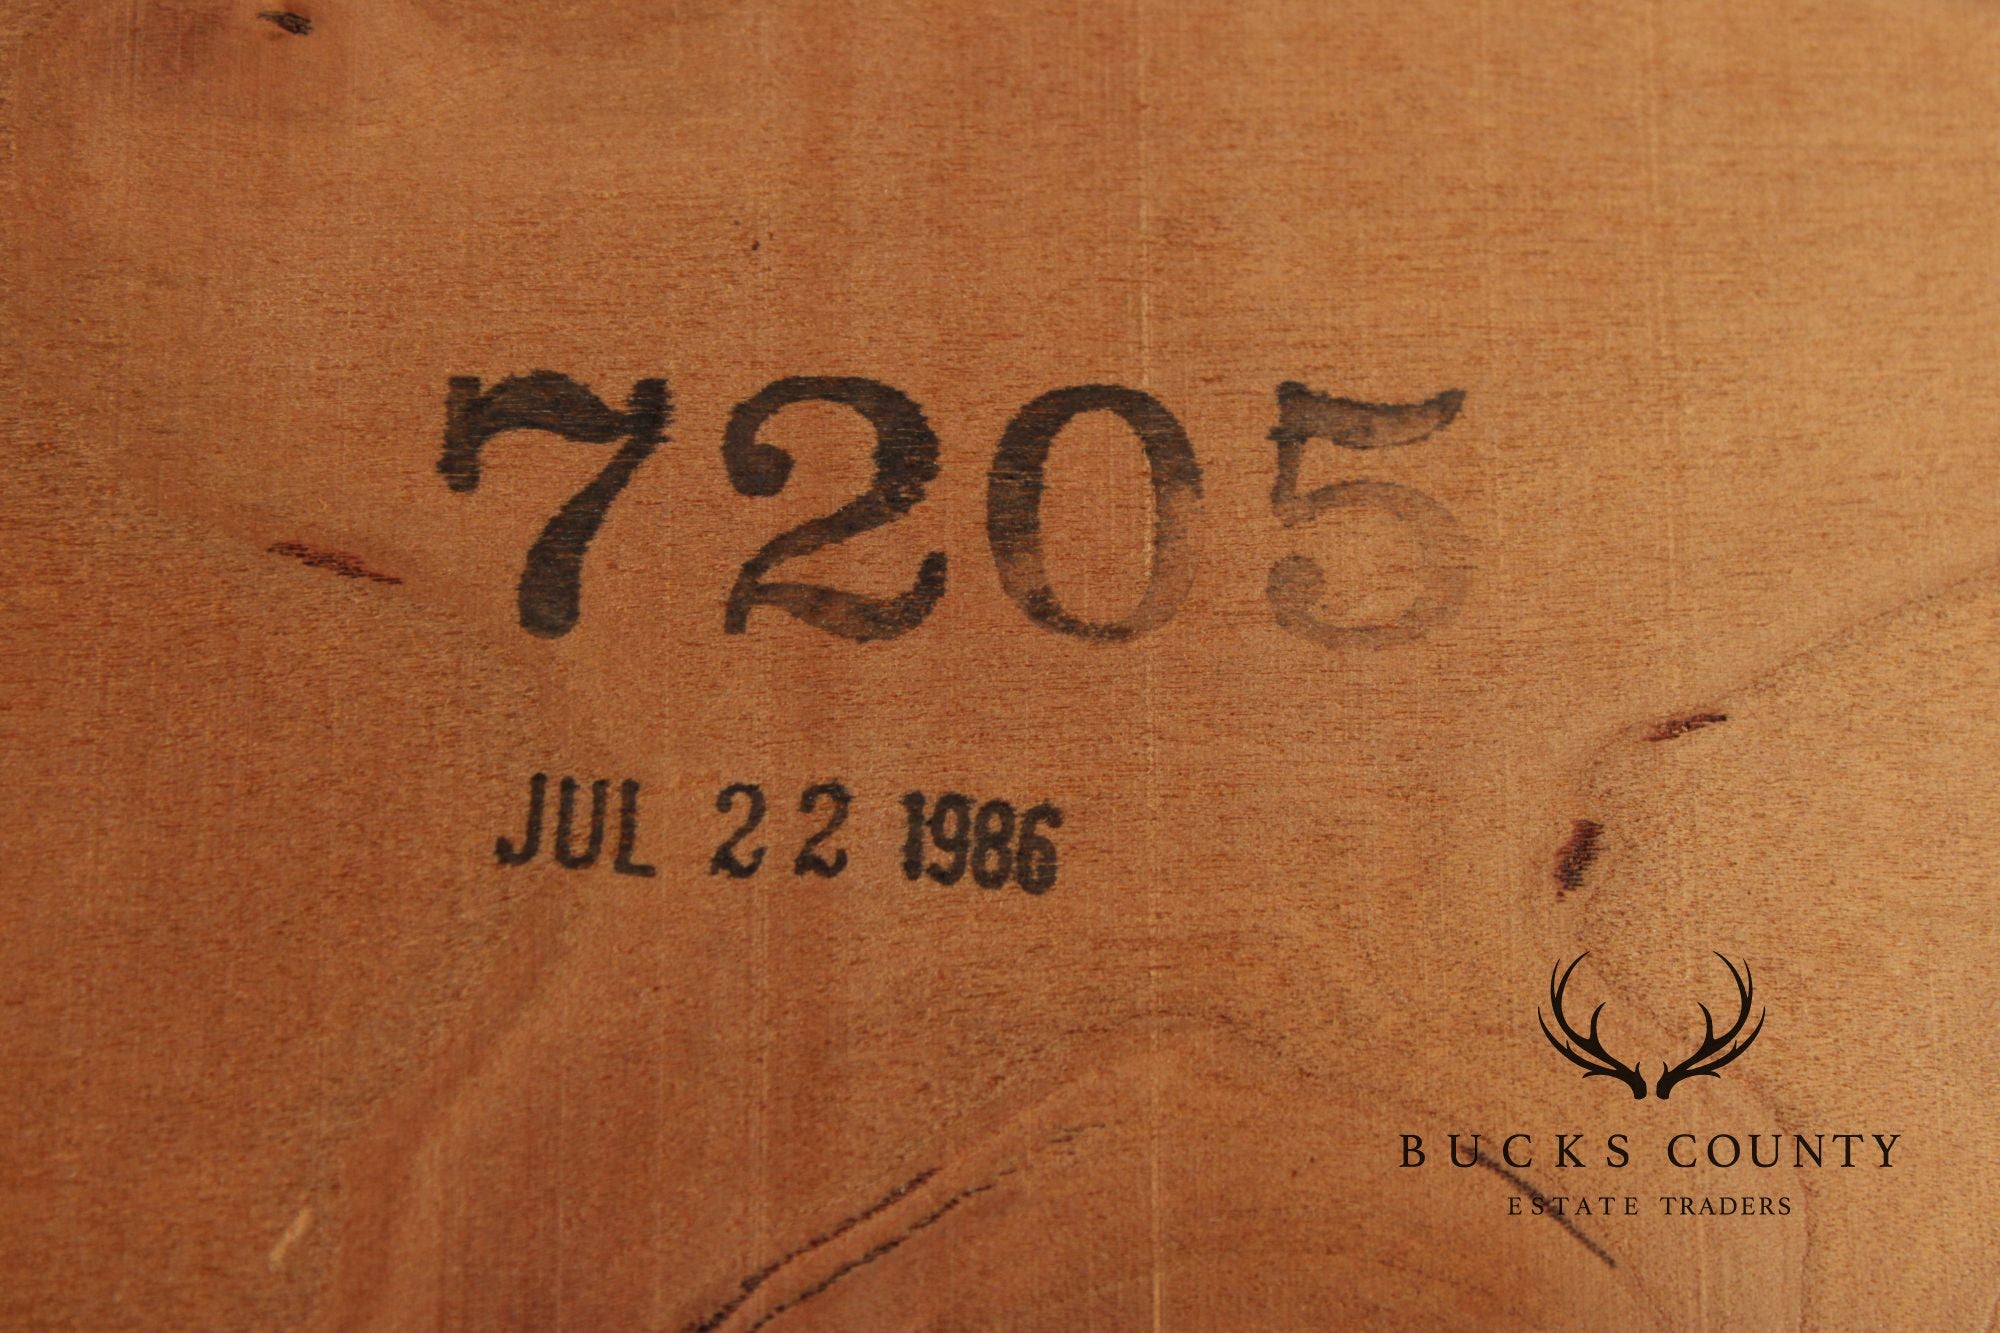 7205
JUL 22 1986
BUCKS COUNTY
ESTATE TRADERS